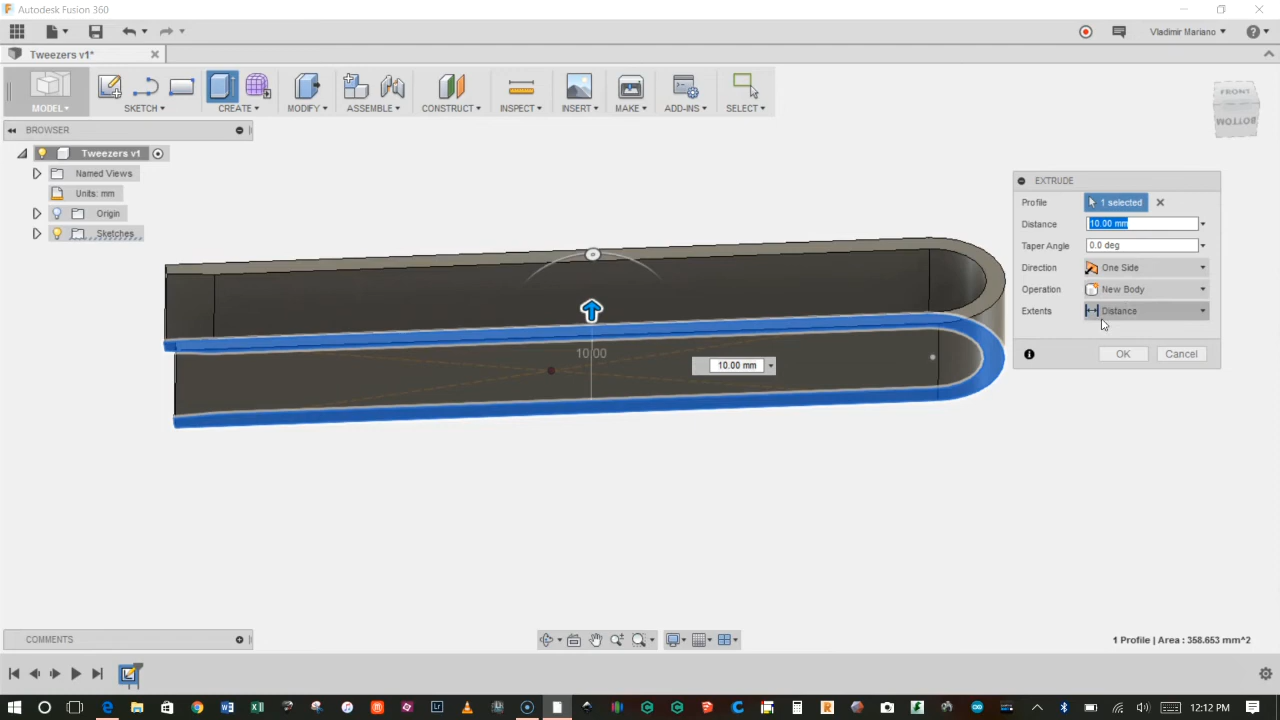 Autodesk Fusion 360
Vladimir Mariano
Tweezers v1*
MODEL
SKETCH
CREATE
MODIFY
ASSEMBLE
CONSTRUCT
INSPECT
INSERT
MAKE
ADD-INS
SELECT
FRONT
BOTTOM
BROWSER
Tweezers v1
Named Views
Units: mm
Origin
Sketches
EXTRUDE
Profile 1 selected
Distance 10.00 mm
Taper Angle 0.0 deg
Direction One Side
Operation New Body
Extents Distance
OK Cancel
10.00
10.00 mm
COMMENTS
1 Profile | Area : 358.653 mm^2
12:12 PM